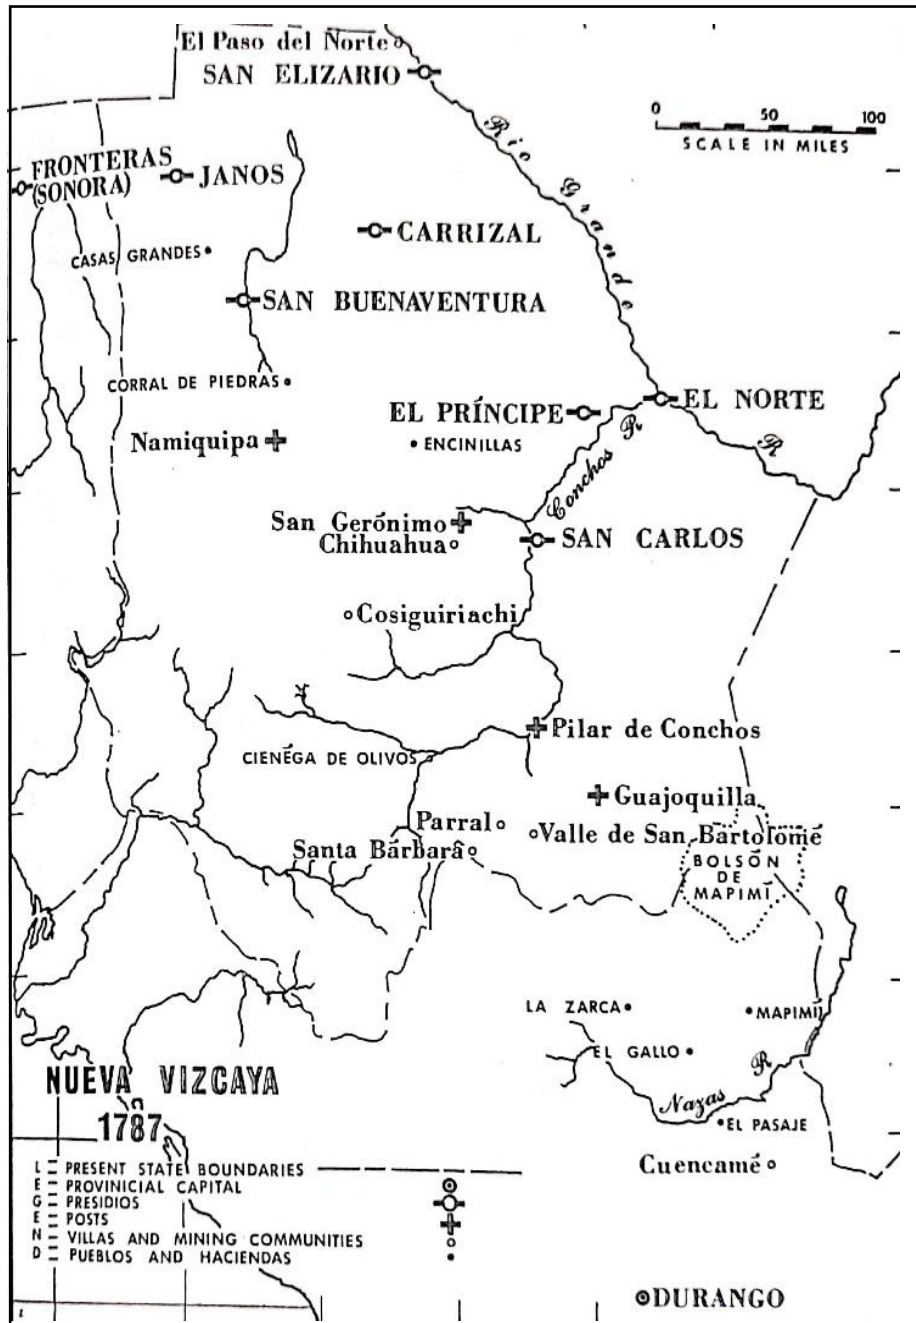 El Paso del Norte
SAN ELIZARIO
Rio Grande
0 50 100
SCALE IN MILES
FRONTERAS
(SONORA)
JANOS
CARRIZAL
CASAS GRANDES
SAN BUENAVENTURA
CORRAL DE PIEDRAS
EL PRÍNCIPE
EL NORTE
Namiquipa
ENCINILLAS
Conchos R
R
San Gerónimo
Chihuahua
SAN CARLOS
Cosiguiriachi
Pilar de Conchos
CIENÉGA DE OLIVOS
Guajoquilla
Parral
Valle de San Bartolomé
Santa Bárbara
BOLSÓN
DE
MAPIMÍ
LA ZARCA
MAPIMÍ
EL GALLO
Nazas R
EL PASAJE
Cuencamé
NUEVA VIZCAYA
1787
LEGEND
PRESENT STATE BOUNDARIES
PROVINICIAL CAPITAL
PRESIDIOS
POSTS
VILLAS AND MINING COMMUNITIES
PUEBLOS AND HACIENDAS
DURANGO